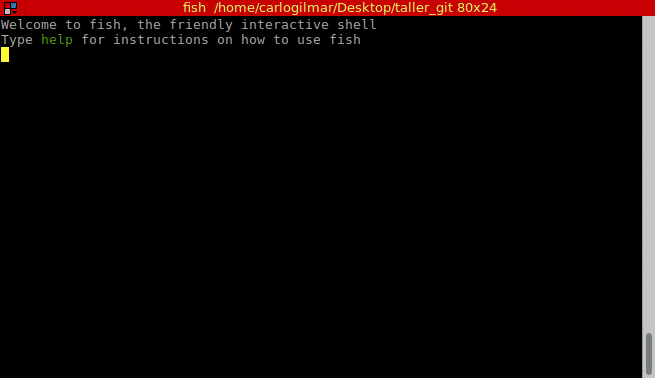 fish /home/carlogilmar/Desktop/taller_git 80x24
Welcome to fish, the friendly interactive shell
Type help for instructions on how to use fish